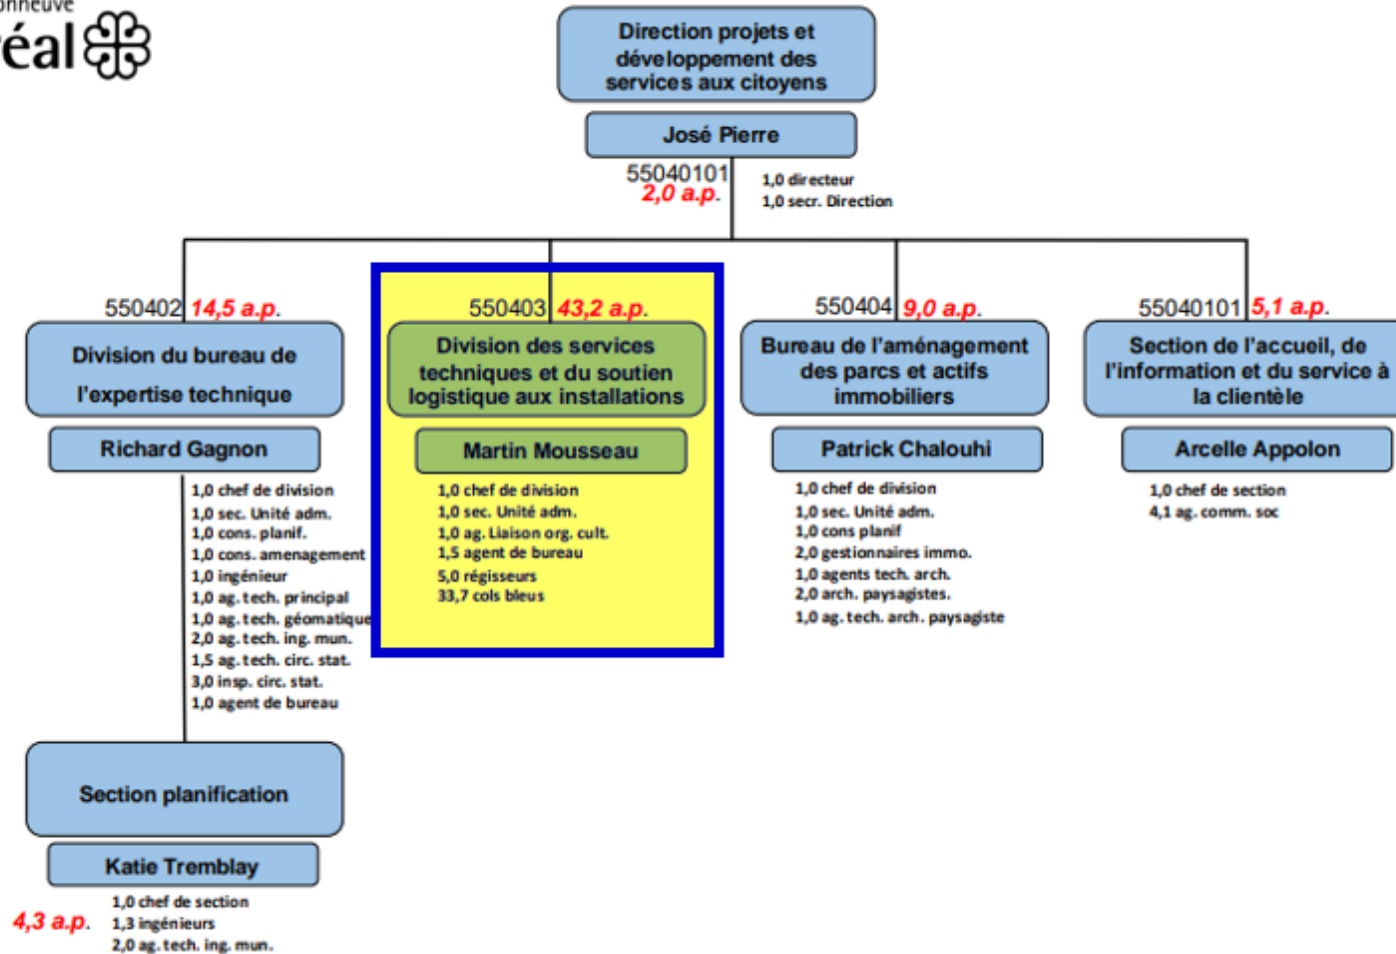 réal
Direction projets et
développement des
services aux citoyens
José Pierre
55040101
2,0 a.p.
1,0 directeur
1,0 secr. Direction
550402 14,5 a.p.
Division du bureau de
l'expertise technique
Richard Gagnon
1,0 chef de division
1,0 sec. Unité adm.
1,0 cons. planif.
1,0 cons. amenagement
1,0 ingénieur
1,0 ag. tech. principal
1,0 ag. tech. géomatique
2,0 ag. tech. ing. mun.
1,5 ag. tech. circ. stat.
3,0 insp. circ. stat.
1,0 agent de bureau
Section planification
Katie Tremblay
4,3 a.p.
1,0 chef de section
1,3 ingénieurs
2,0 ag. tech. ing. mun.
550403 43,2 a.p.
Division des services
techniques et du soutien
logistique aux installations
Martin Mousseau
1,0 chef de division
1,0 sec. Unité adm.
1,0 ag. Liaison org. cult.
1,5 agent de bureau
5,0 régisseurs
33,7 cols bleus
550404 9,0 a.p.
Bureau de l'aménagement
des parcs et actifs
immobiliers
Patrick Chalouhi
1,0 chef de division
1,0 sec. Unité adm.
1,0 cons planif
2,0 gestionnaires immo.
1,0 agents tech. arch.
2,0 arch. paysagistes.
1,0 ag. tech. arch. paysagiste
55040101 5,1 a.p.
Section de l'accueil, de
l'information et du service à
la clientèle
Arcelle Appolon
1,0 chef de section
4,1 ag. comm. soc